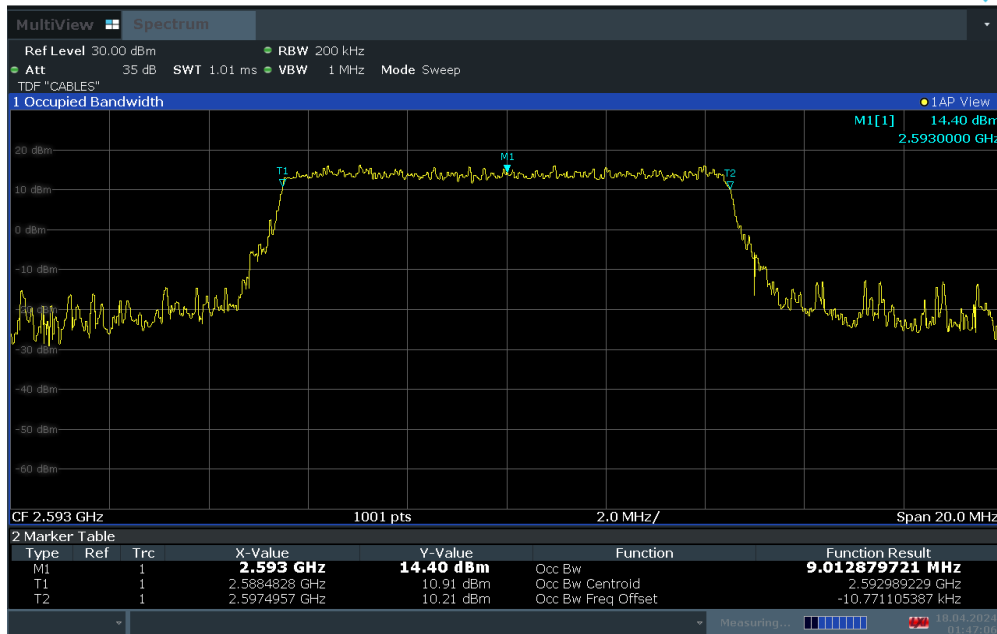 MultiView Spectrum
Ref Level 30.00 dBm RBW 200 kHz
Att 35 dB SWT 1.01 ms VBW 1 MHz Mode Sweep
TDF "CABLES"
1 Occupied Bandwidth 1AP View
M1[1] 14.40 dBm
2.5930000 GHz
20 dBm
M1
T1 T2
10 dBm
0 dBm
-10 dBm
-20 dBm
-30 dBm
-40 dBm
-50 dBm
-60 dBm
CF 2.593 GHz 1001 pts 2.0 MHz/ Span 20.0 MHz
2 Marker Table
Type Ref Trc X-Value Y-Value Function Function Result
M1 1 2.593 GHz 14.40 dBm Occ Bw 9.012879721 MHz
T1 1 2.5884828 GHz 10.91 dBm Occ Bw Centroid 2.592989229 GHz
T2 1 2.5974957 GHz 10.21 dBm Occ Bw Freq Offset -10.771105387 kHz
Measuring... 18.04.2024
01:47:06